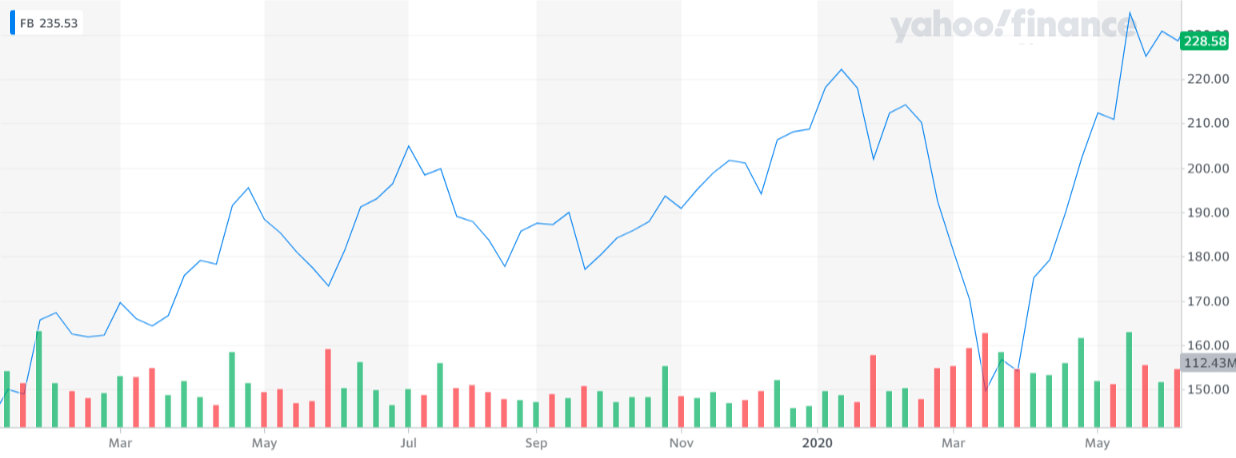 FB 235.53
yahoo!finance
228.58
220.00
210.00
200.00
190.00
180.00
170.00
160.00
112.43M
150.00
Mar May Jul Sep Nov 2020 Mar May